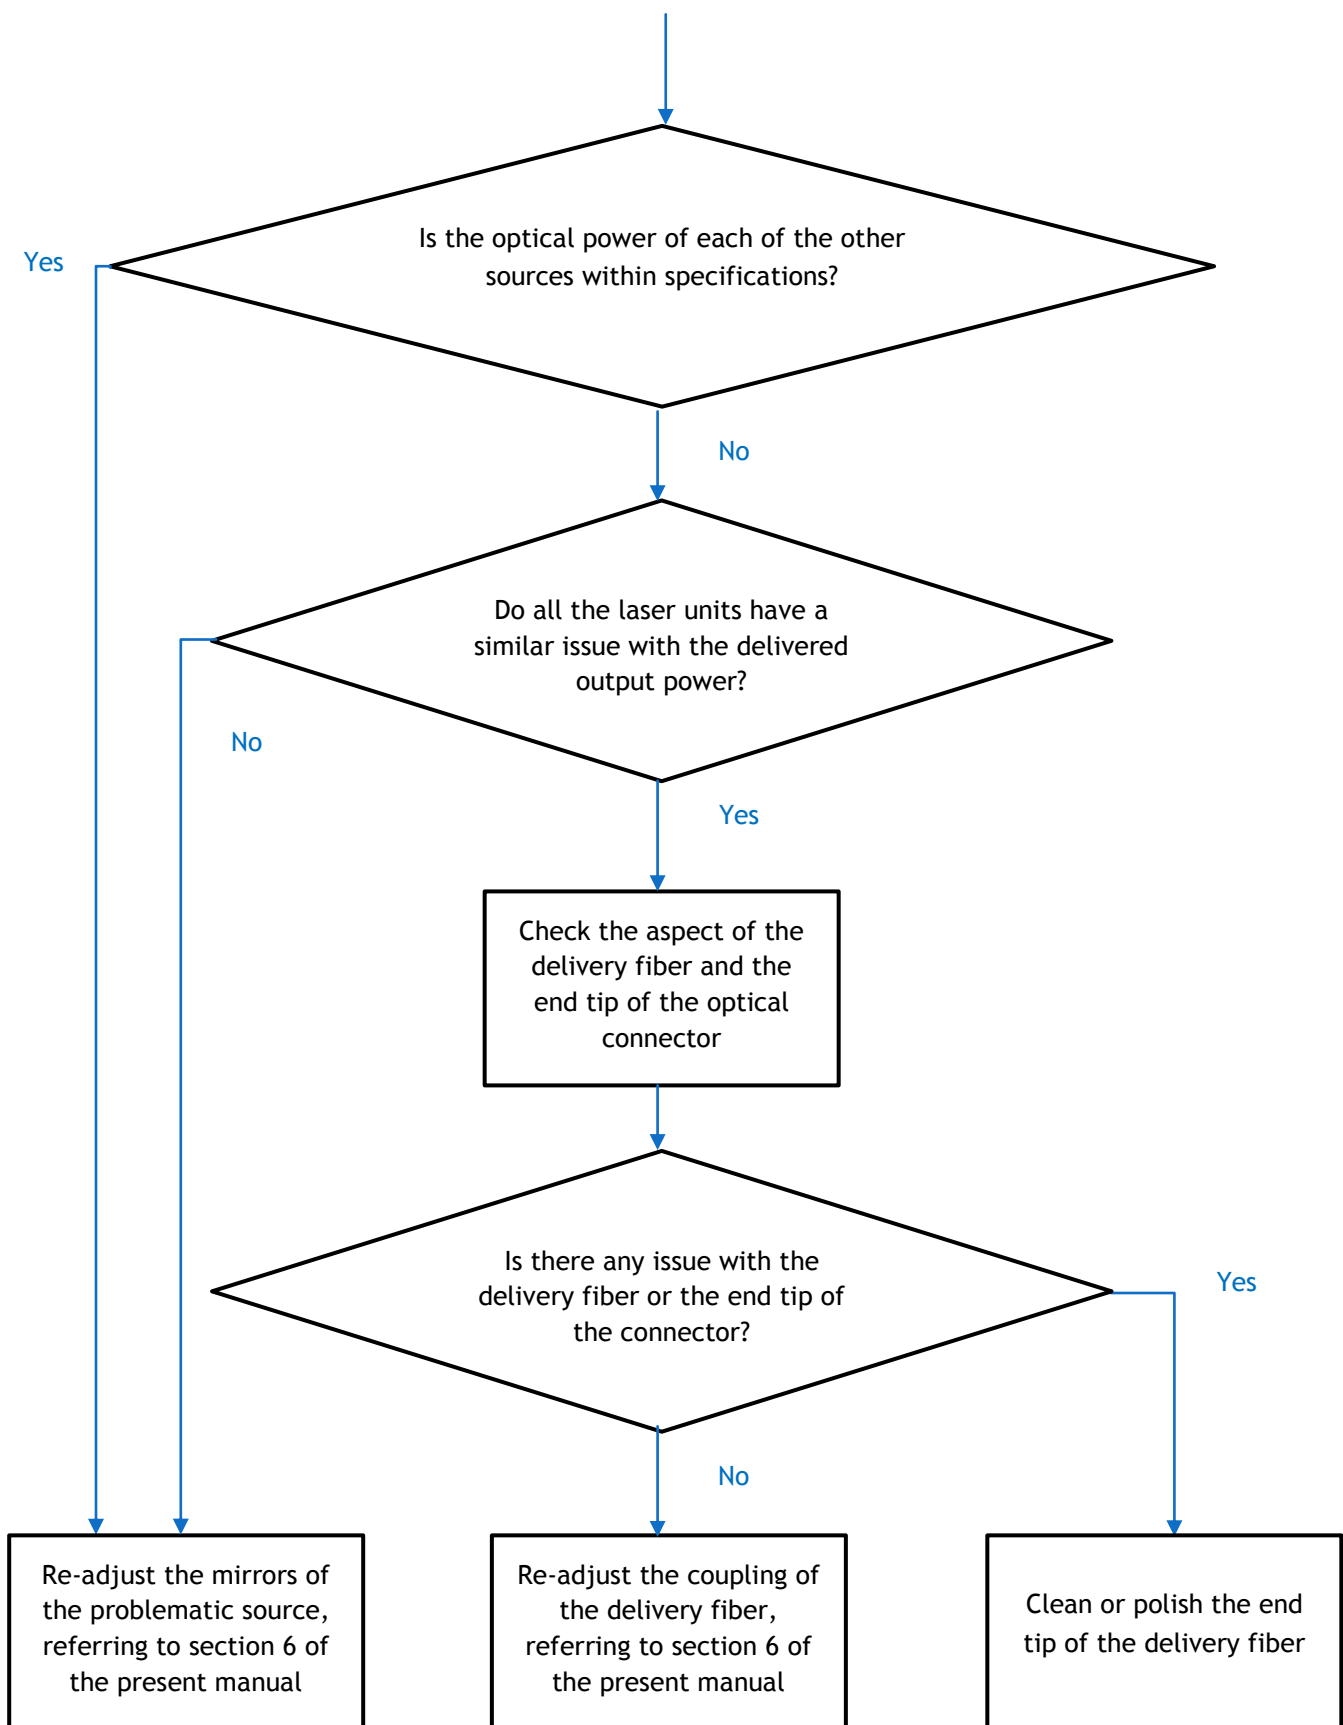 Is the optical power of each of the other
sources within specifications?
Yes
No
Do all the laser units have a
similar issue with the delivered
output power?
No
Yes
Check the aspect of the
delivery fiber and the
end tip of the optical
connector
Is there any issue with the
delivery fiber or the end tip of
the connector?
Yes
No
Re-adjust the mirrors of
the problematic source,
referring to section 6 of
the present manual
Re-adjust the coupling of
the delivery fiber,
referring to section 6 of
the present manual
Clean or polish the end
tip of the delivery fiber